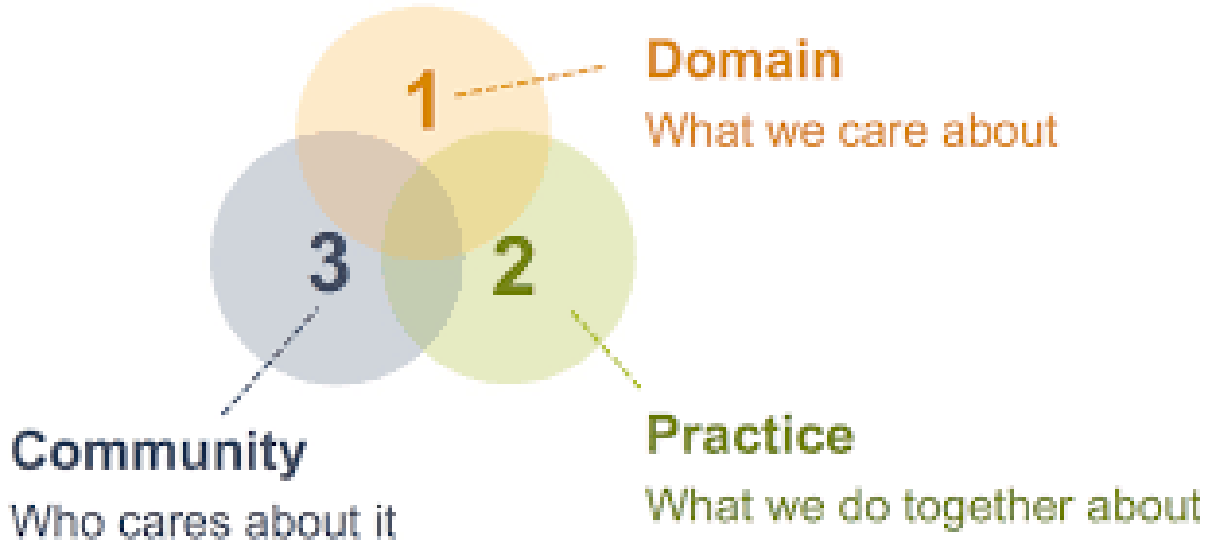 1
Domain
What we care about
3
2
Community
Who cares about it
Practice
What we do together about